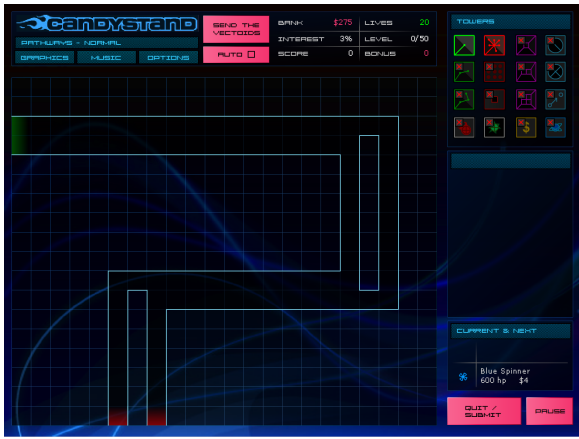 CANDYSTAND
PATHWAYS - NORMAL
GRAPHICS MUSIC OPTIONS
SEND THE
VECTOIDS
AUTO
BANK $275 LIVES 20
INTEREST 3% LEVEL 0/50
SCORE 0 BONUS 0
TOWERS
CURRENT & NEXT
Blue Spinner
600 hp $4
QUIT /
SUBMIT
PAUSE